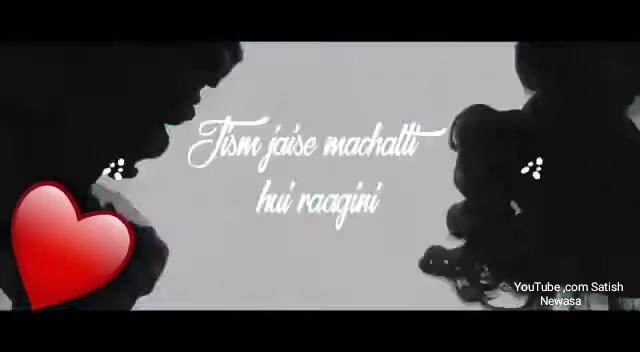 Jism jaise machalti
hui raagini
YouTube ,com Satish
Newasa